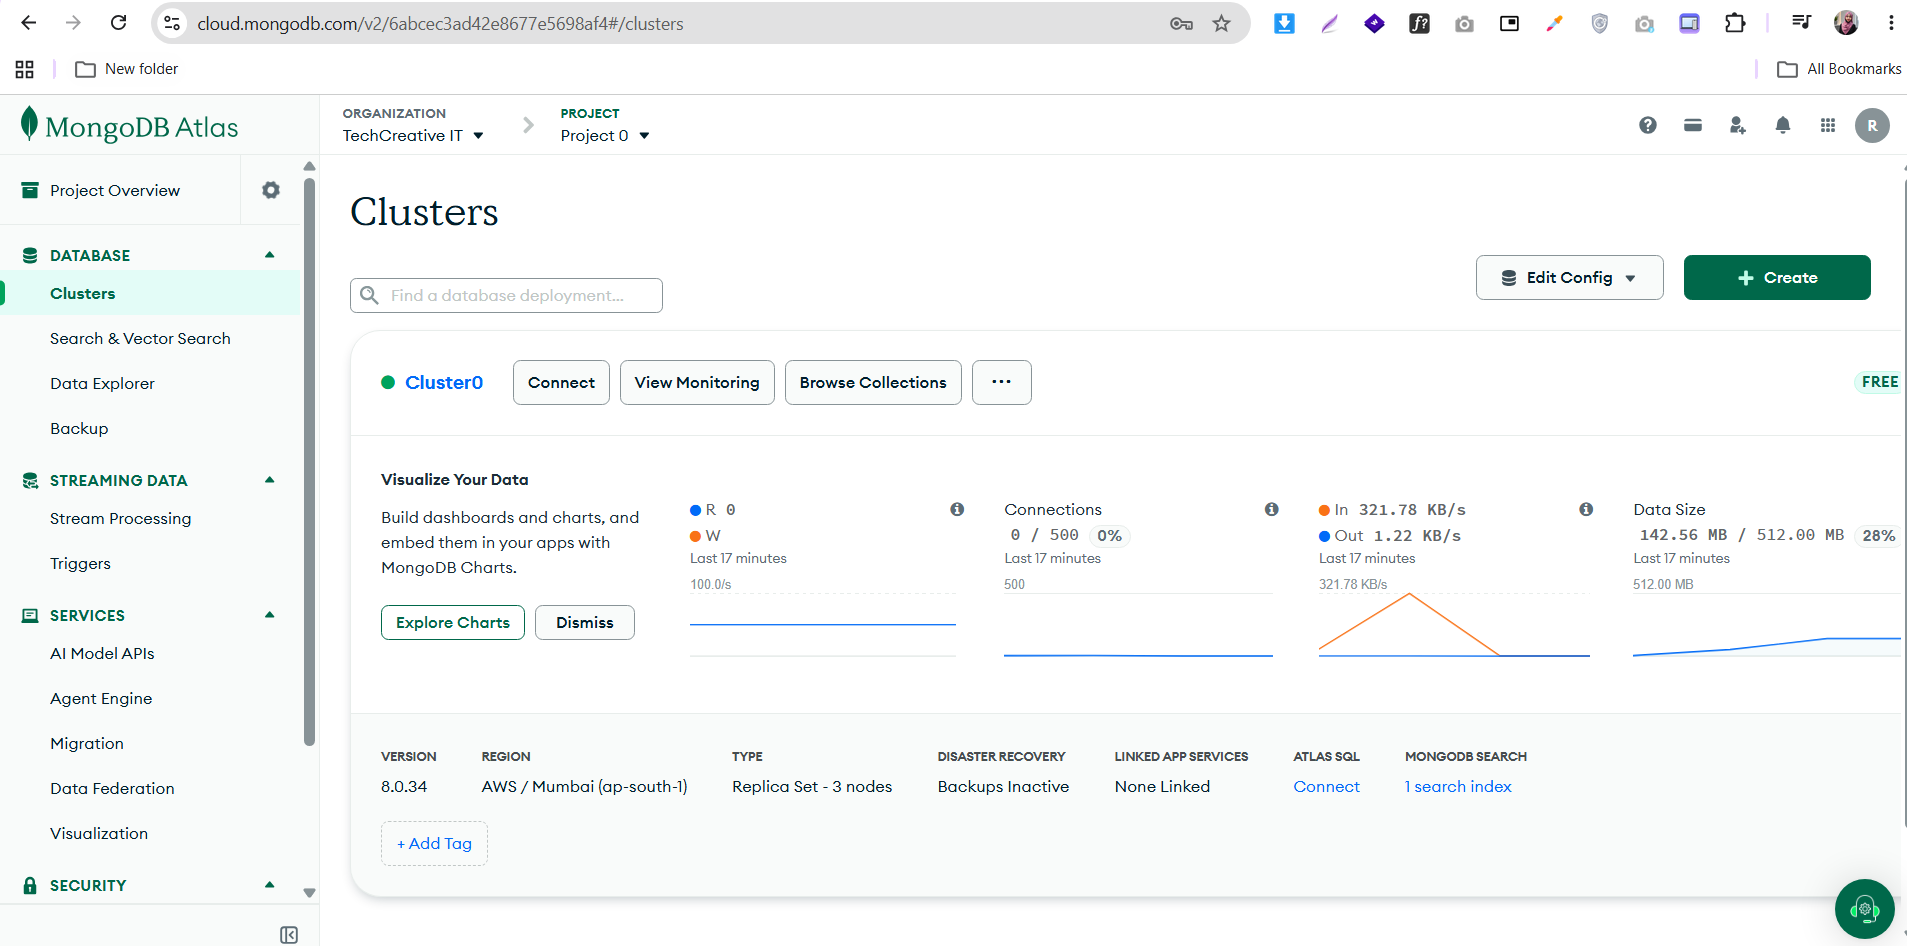 cloud.mongodb.com/v2/6abcec3ad42e8677e5698af4#/clusters
New folder
All Bookmarks
MongoDB Atlas
ORGANIZATION
TechCreative IT
PROJECT
Project 0
R
Project Overview
DATABASE
Clusters
Search & Vector Search
Data Explorer
Backup
STREAMING DATA
Stream Processing
Triggers
SERVICES
AI Model APIs
Agent Engine
Migration
Data Federation
Visualization
SECURITY
Clusters
Find a database deployment...
Edit Config
+ Create
Cluster0
Connect
View Monitoring
Browse Collections
...
FREE
Visualize Your Data
Build dashboards and charts, and
embed them in your apps with
MongoDB Charts.
Explore Charts
Dismiss
R 0
W
Last 17 minutes
100.0/s
Connections
0 / 500 0%
Last 17 minutes
500
In 321.78 KB/s
Out 1.22 KB/s
Last 17 minutes
321.78 KB/s
Data Size
142.56 MB / 512.00 MB 28%
Last 17 minutes
512.00 MB
VERSION
8.0.34
REGION
AWS / Mumbai (ap-south-1)
TYPE
Replica Set - 3 nodes
DISASTER RECOVERY
Backups Inactive
LINKED APP SERVICES
None Linked
ATLAS SQL
Connect
MONGODB SEARCH
1 search index
+ Add Tag